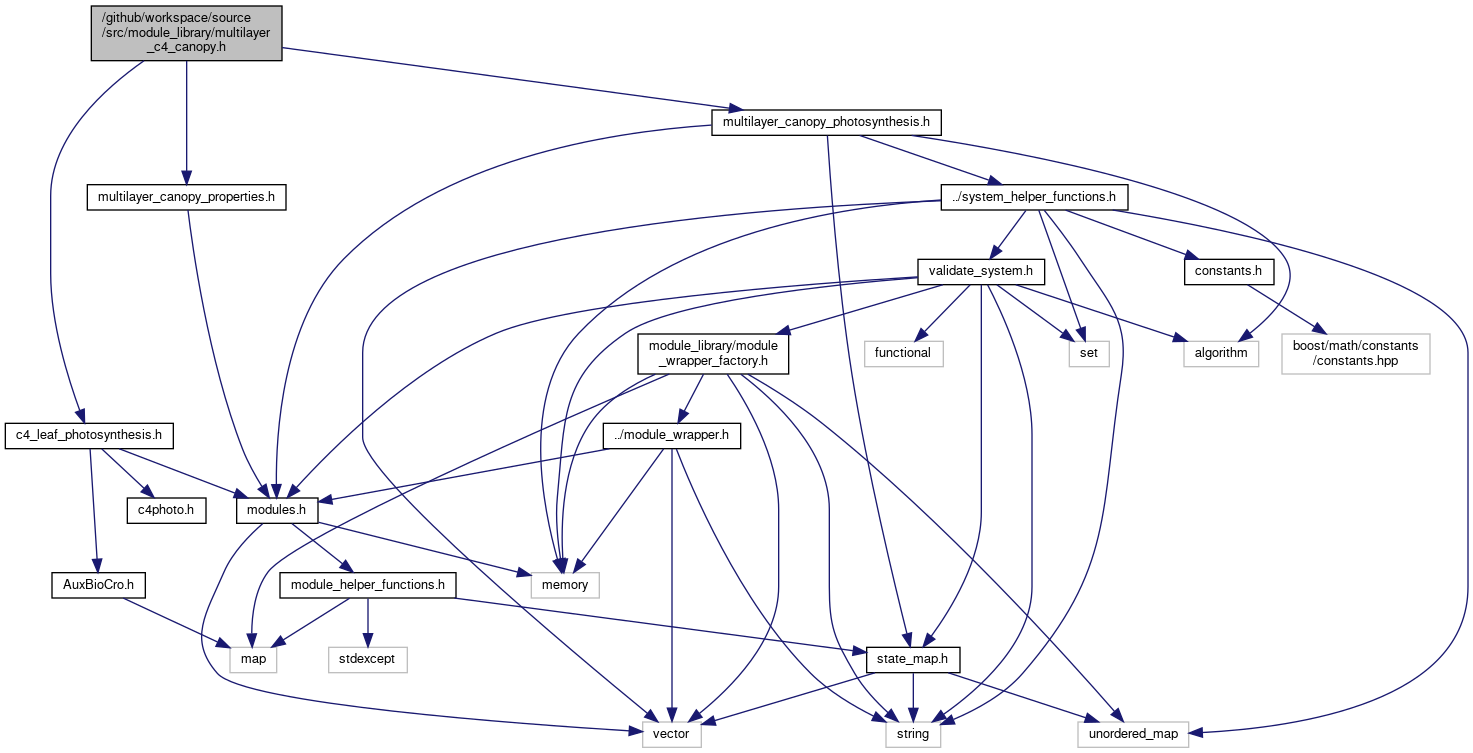 /github/workspace/source
/src/module_library/multilayer
_c4_canopy.h
multilayer_canopy_photosynthesis.h
multilayer_canopy_properties.h
../system_helper_functions.h
validate_system.h
constants.h
module_library/module
_wrapper_factory.h
functional
set
algorithm
boost/math/constants
/constants.hpp
c4_leaf_photosynthesis.h
../module_wrapper.h
c4photo.h
modules.h
AuxBioCro.h
module_helper_functions.h
memory
map
stdexcept
state_map.h
vector
string
unordered_map